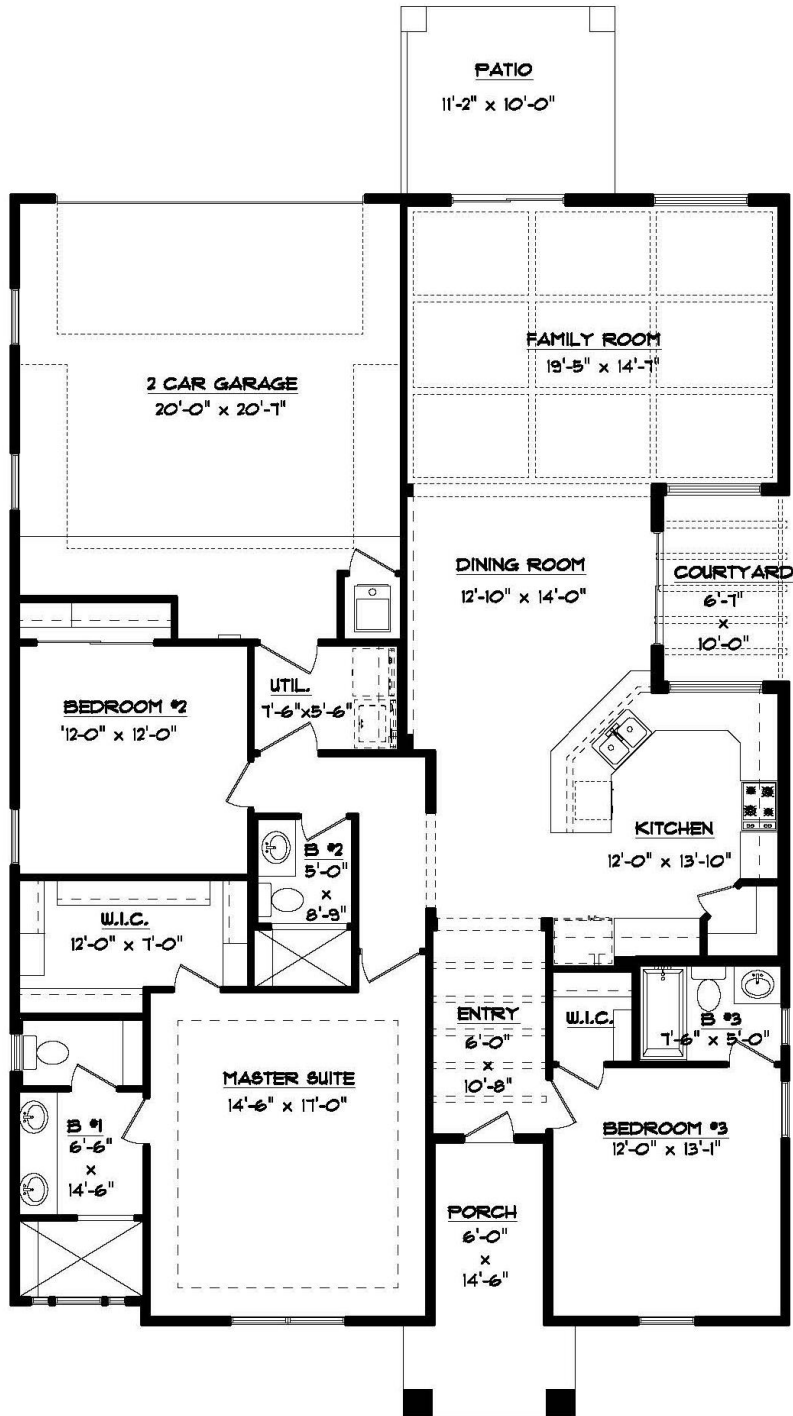 PATIO
11'-2" x 10'-0"
FAMILY ROOM
19'-5" x 14'-7"
2 CAR GARAGE
20'-0" x 20'-7"
DINING ROOM
12'-10" x 14'-0"
COURTYARD
6'-7"
x
10'-0"
UTIL.
7'-6"x5'-6"
BEDROOM #2
'12-0" x 12'-0"
KITCHEN
12'-0" x 13'-10"
B #2
5'-0"
x
8'-9"
W.I.C.
12'-0" x 7'-0"
ENTRY
6'-0"
x
10'-8"
W.I.C.
B #3
7'-6" x 5'-0"
MASTER SUITE
14'-6" x 17'-0"
B #1
6'-6"
x
14'-6"
BEDROOM #3
12'-0" x 13'-1"
PORCH
6'-0"
x
14'-6"